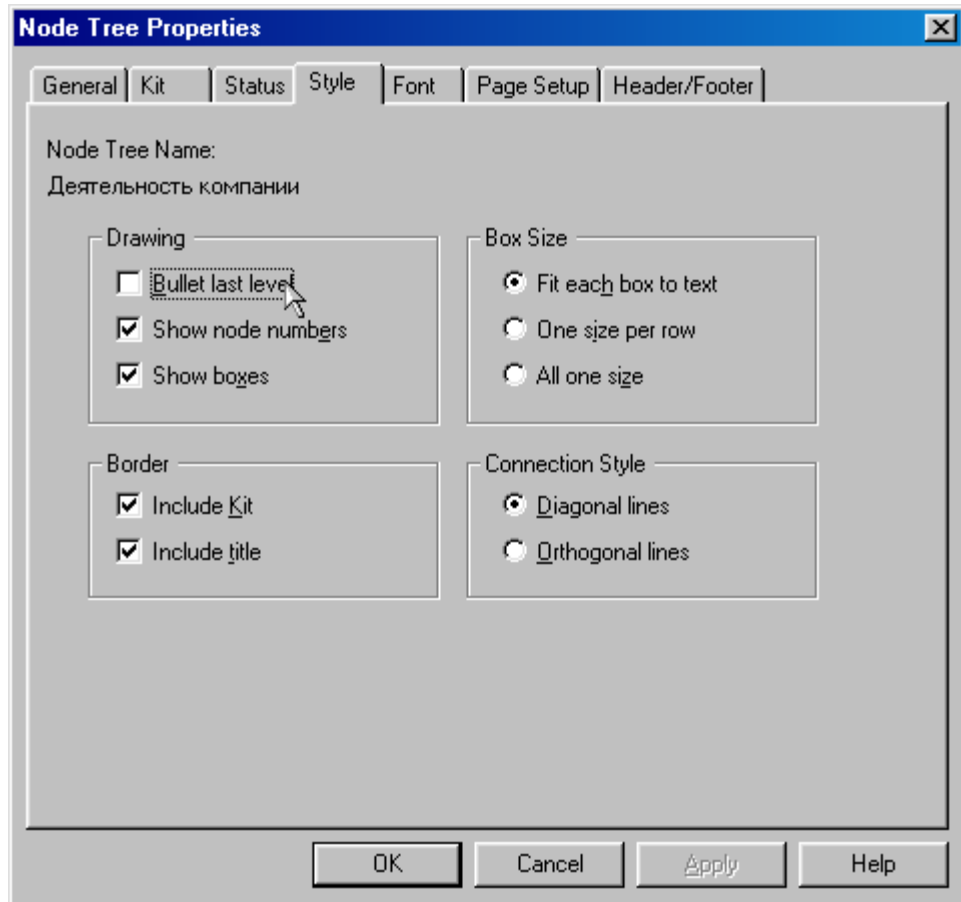 Node Tree Properties
General Kit Status Style Font Page Setup Header/Footer
Node Tree Name:
Деятельность компании
Drawing
Bullet last level
Show node numbers
Show boxes
Box Size
Fit each box to text
One size per row
All one size
Border
Include Kit
Include title
Connection Style
Diagonal lines
Orthogonal lines
OK Cancel Apply Help